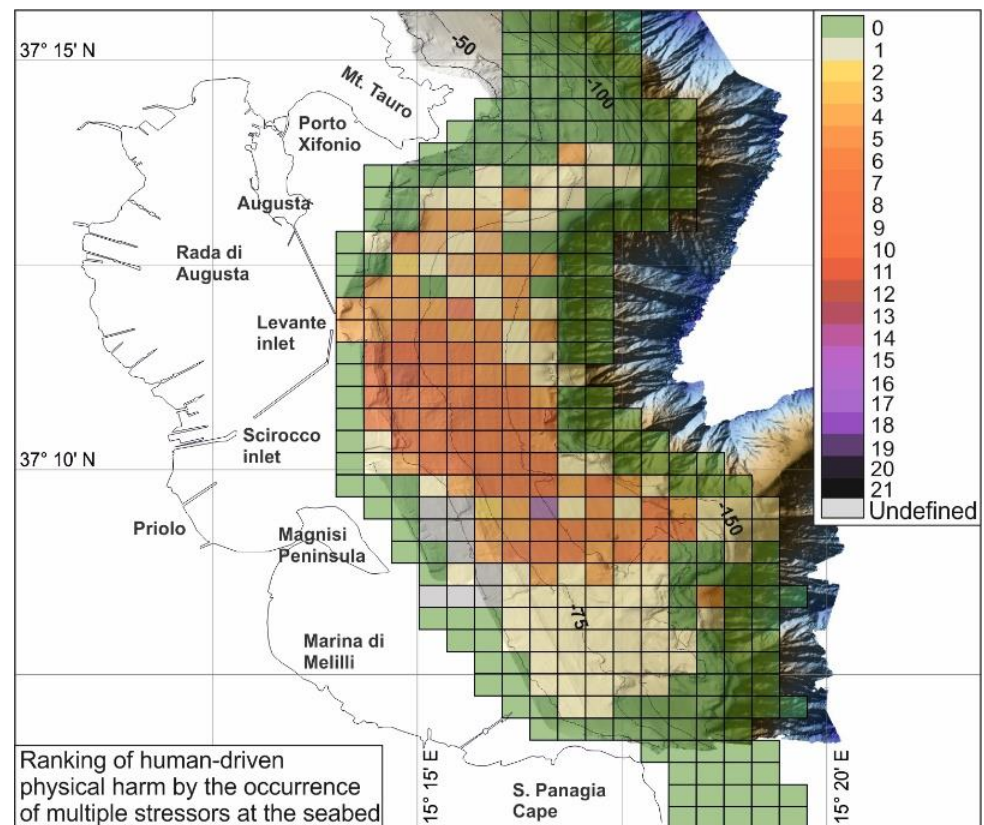 37° 15' N
-50
Mt. Tauro
-100
Porto
Xifonio
Augusta
Rada di
Augusta
Levante
inlet
Scirocco
inlet
37° 10' N
Priolo
Magnisi
Peninsula
-150
-75
Marina di
Melilli
S. Panagia
Cape
15° 15' E
15° 20' E
0
1
2
3
4
5
6
7
8
9
10
11
12
13
14
15
16
17
18
19
20
21
Undefined
Ranking of human-driven
physical harm by the occurrence
of multiple stressors at the seabed